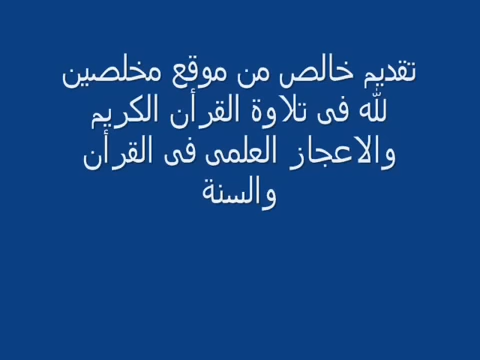 تقديم خالص من موقع مخلصين
لله فى تلاوة القرأن الكريم
والاعجاز العلمى فى القرأن
والسنة